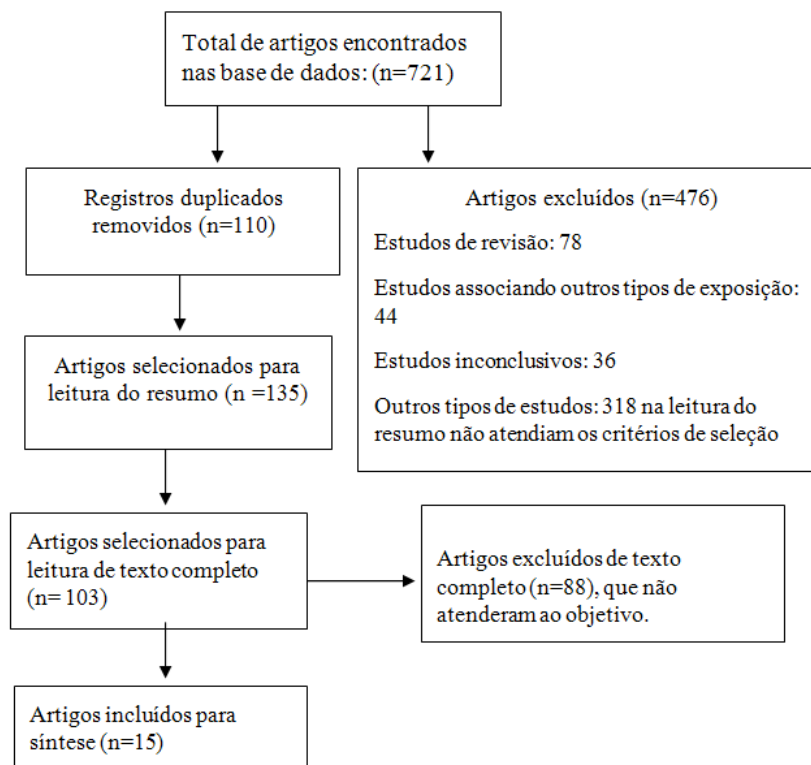 Total de artigos encontrados
nas base de dados: (n=721)
Registros duplicados
removidos (n=110)
Artigos excluídos (n=476)
Estudos de revisão: 78
Estudos associando outros tipos de exposição:
44
Estudos inconclusivos: 36
Outros tipos de estudos: 318 na leitura do
resumo não atendiam os critérios de seleção
Artigos selecionados para
leitura do resumo (n =135)
Artigos selecionados para
leitura de texto completo
(n= 103)
Artigos excluídos de texto
completo (n=88), que não
atenderam ao objetivo.
Artigos incluídos para
síntese (n=15)